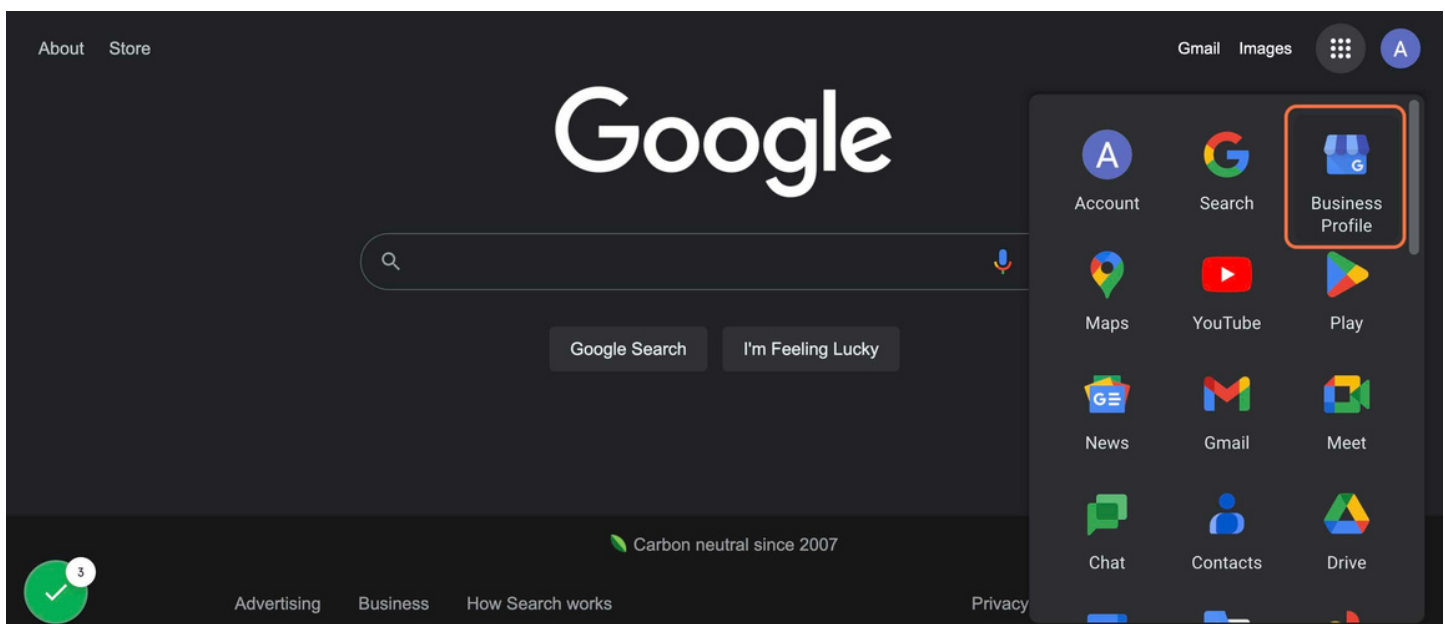 About Store
Gmail Images
A
Google
Google Search I'm Feeling Lucky
A
Account Search Business
Profile
Maps YouTube Play
News Gmail Meet
Chat Contacts Drive
Carbon neutral since 2007
3
Advertising Business How Search works
Privacy